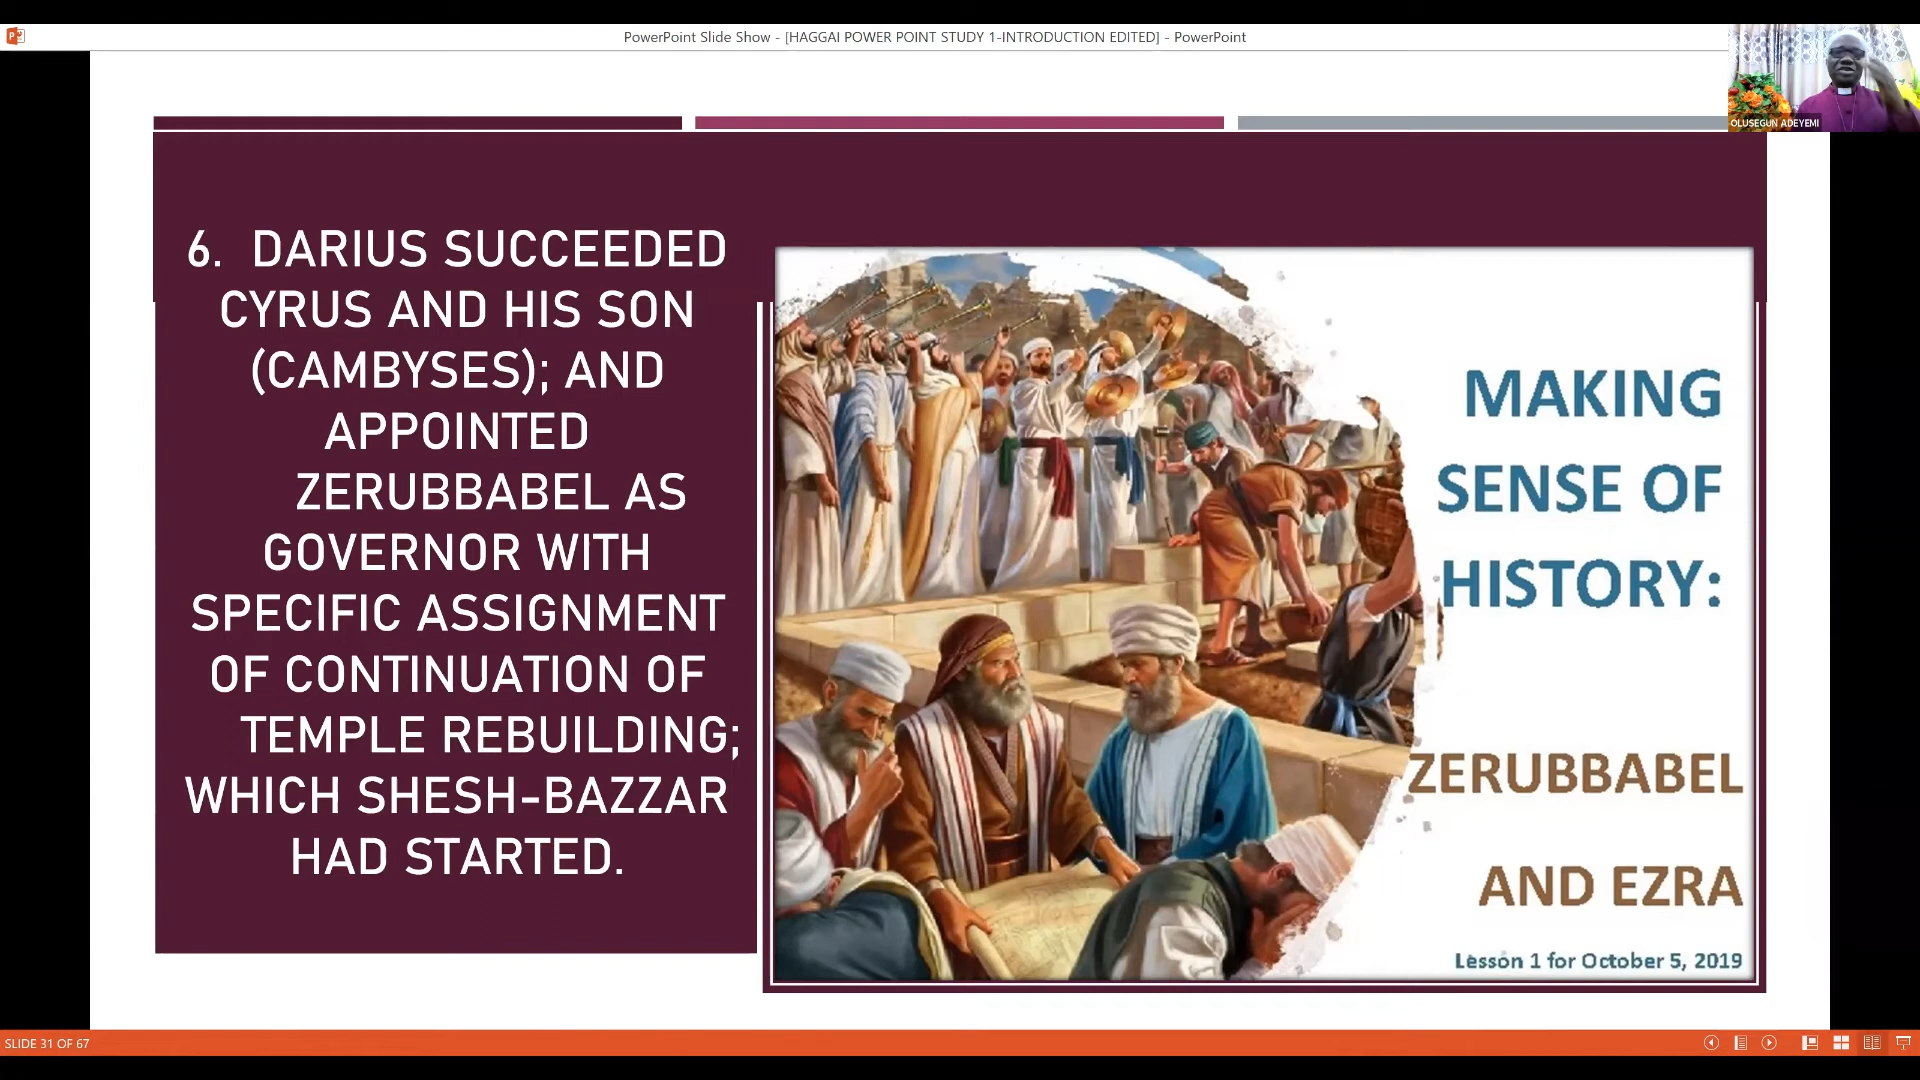 PowerPoint Slide Show - [HAGGAI POWER POINT STUDY 1-INTRODUCTION EDITED] - PowerPoint
OLUSEGUN ADEYEMI
6. DARIUS SUCCEEDED
CYRUS AND HIS SON
(CAMBYSES); AND
APPOINTED
ZERUBBABEL AS
GOVERNOR WITH
SPECIFIC ASSIGNMENT
OF CONTINUATION OF
TEMPLE REBUILDING;
WHICH SHESH-BAZZAR
HAD STARTED.
MAKING
SENSE OF
HISTORY:
ZERUBBABEL
AND EZRA
Lesson 1 for October 5, 2019
SLIDE 31 OF 67